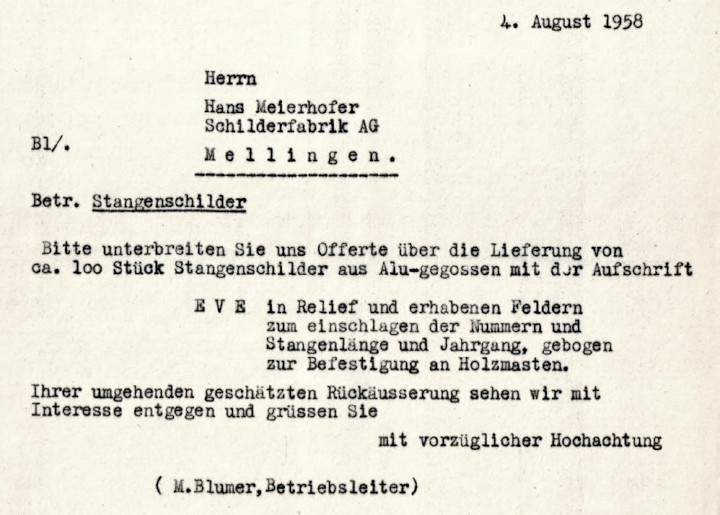 4. August 1958
Herrn
Hans Meierhofer
Schilderfabrik AG
Bl/.
Mellingen.
Betr. Stangenschilder
Bitte unterbreiten Sie uns Offerte über die Lieferung von
ca. 100 Stück Stangenschilder aus Alu-gegossen mit der Aufschrift
E V E in Relief und erhabenen Feldern
zum einschlagen der Nummern und
Stangenlänge und Jahrgang, gebogen
zur Befestigung an Holzmasten.
Ihrer umgehenden geschätzten Rückäusserung sehen wir mit
Interesse entgegen und grüssen Sie
mit vorzüglicher Hochachtung
( M.Blumer,Betriebsleiter)